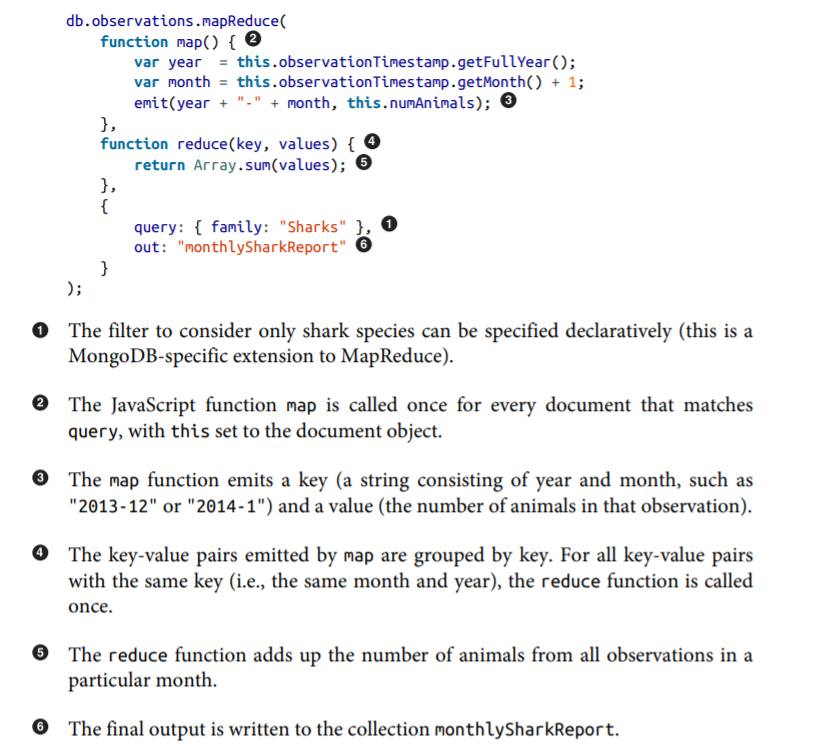 db.observations.mapReduce(
    function map() { ❷
        var year  = this.observationTimestamp.getFullYear();
        var month = this.observationTimestamp.getMonth() + 1;
        emit(year + "-" + month, this.numAnimals); ❸
    },
    function reduce(key, values) { ❹
        return Array.sum(values); ❺
    },
    {
        query: { family: "Sharks" }, ❶
        out: "monthlySharkReport" ❻
    }
);
❶ The filter to consider only shark species can be specified declaratively (this is a
MongoDB-specific extension to MapReduce).
❷ The JavaScript function map is called once for every document that matches
query, with this set to the document object.
❸ The map function emits a key (a string consisting of year and month, such as
"2013-12" or "2014-1") and a value (the number of animals in that observation).
❹ The key-value pairs emitted by map are grouped by key. For all key-value pairs
with the same key (i.e., the same month and year), the reduce function is called
once.
❺ The reduce function adds up the number of animals from all observations in a
particular month.
❻ The final output is written to the collection monthlySharkReport.